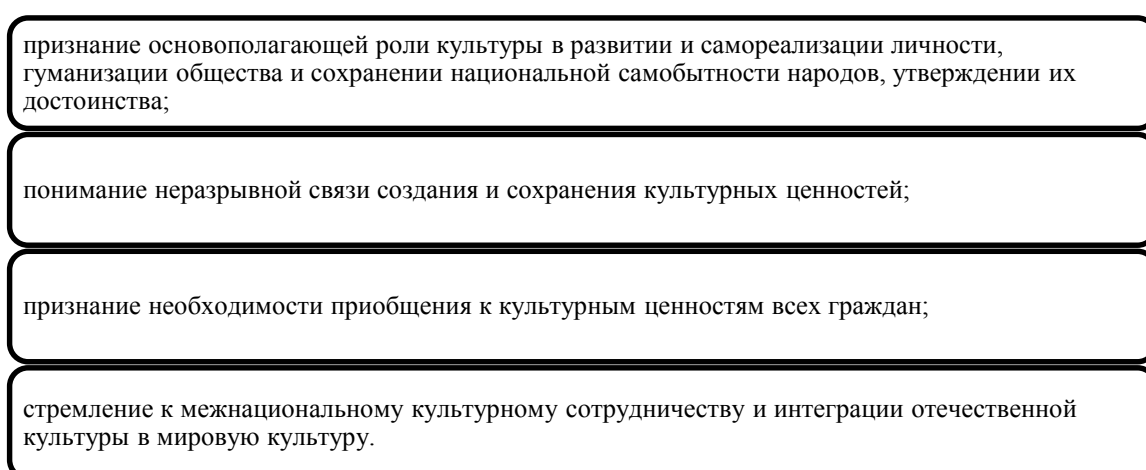 признание основополагающей роли культуры в развитии и самореализации личности,
гуманизации общества и сохранении национальной самобытности народов, утверждении их
достоинства;
понимание неразрывной связи создания и сохранения культурных ценностей;
признание необходимости приобщения к культурным ценностям всех граждан;
стремление к межнациональному культурному сотрудничеству и интеграции отечественной
культуры в мировую культуру.